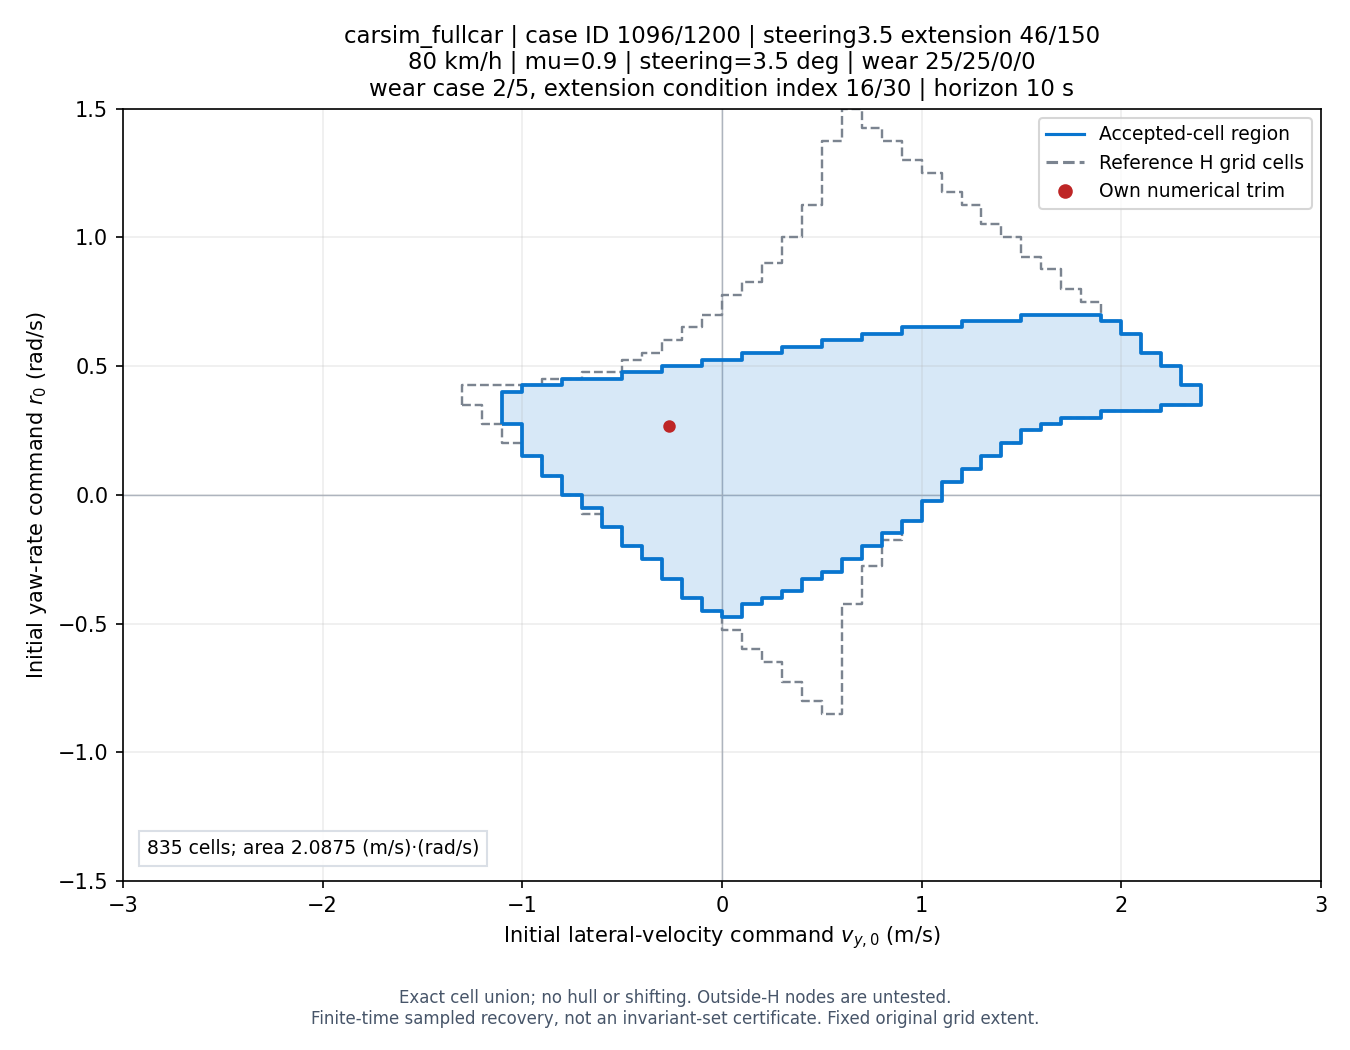 carsim_fullcar | case ID 1096/1200 | steering3.5 extension 46/150
80 km/h | mu=0.9 | steering=3.5 deg | wear 25/25/0/0
wear case 2/5, extension condition index 16/30 | horizon 10 s
1.5
1.0
0.5
0.0
−0.5
−1.0
−1.5
Initial yaw-rate command r0 (rad/s)
Accepted-cell region
Reference H grid cells
Own numerical trim
835 cells; area 2.0875 (m/s)·(rad/s)
−3
−2
−1
0
1
2
3
Initial lateral-velocity command vy,0 (m/s)
Exact cell union; no hull or shifting. Outside-H nodes are untested.
Finite-time sampled recovery, not an invariant-set certificate. Fixed original grid extent.